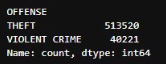 OFFENSE
THEFT            513520
VIOLENT CRIME     40221
Name: count, dtype: int64